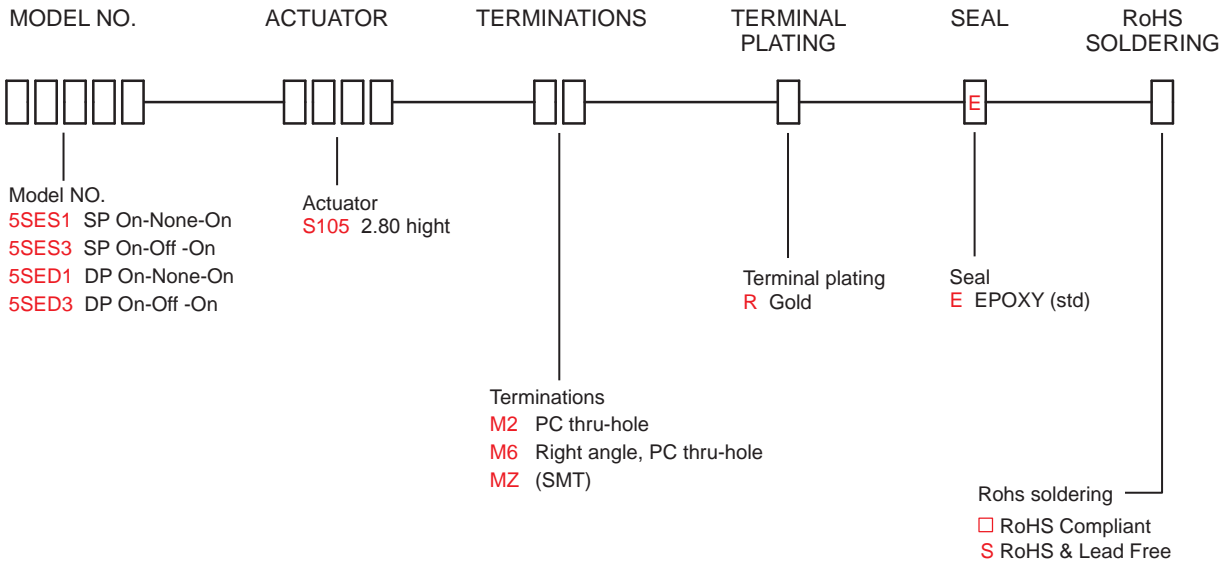 MODEL NO.
ACTUATOR
TERMINATIONS
TERMINAL
PLATING
SEAL
RoHS
SOLDERING
E
Model NO.
5SES1 SP On-None-On
5SES3 SP On-Off -On
5SED1 DP On-None-On
5SED3 DP On-Off -On
Actuator
S105 2.80 hight
Terminations
M2 PC thru-hole
M6 Right angle, PC thru-hole
MZ (SMT)
Terminal plating
R Gold
Seal
E EPOXY (std)
Rohs soldering
□ RoHS Compliant
S RoHS & Lead Free